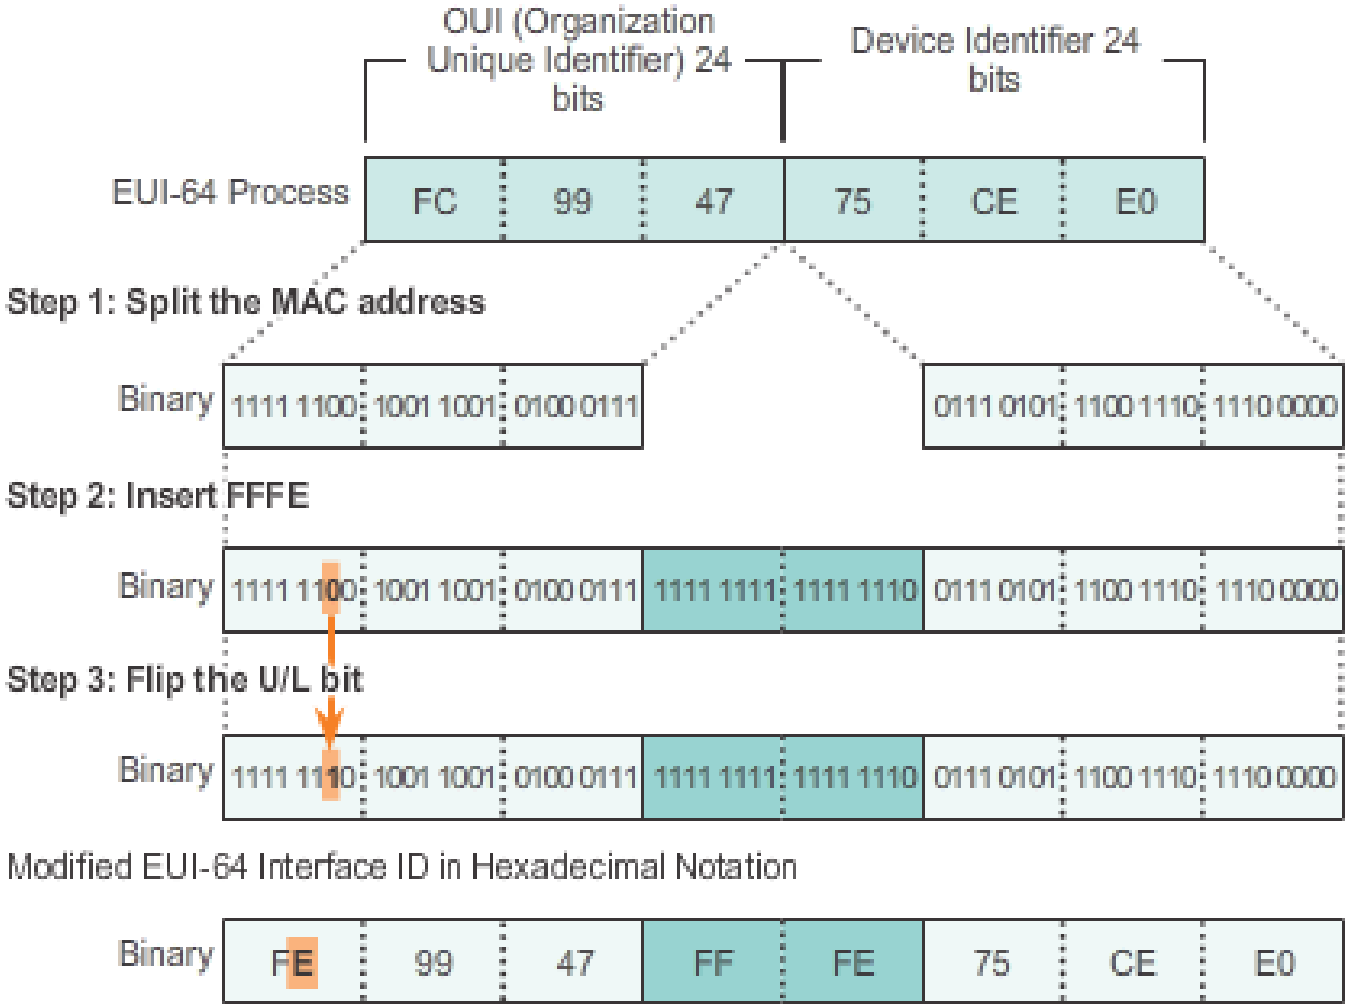 OUI (Organization
Unique Identifier) 24
bits
Device Identifier 24
bits
EUI-64 Process
FC 99 47 75 CE E0
Step 1: Split the MAC address
Binary 1111 1100 1001 1001 0100 0111 0111 0101 1100 1110 1110 0000
Step 2: Insert FFFE
Binary 1111 1100 1001 1001 0100 0111 1111 1111 1111 1110 0111 0101 1100 1110 1110 0000
Step 3: Flip the U/L bit
Binary 1111 1110 1001 1001 0100 0111 1111 1111 1111 1110 0111 0101 1100 1110 1110 0000
Modified EUI-64 Interface ID in Hexadecimal Notation
Binary FE 99 47 FF FE 75 CE E0